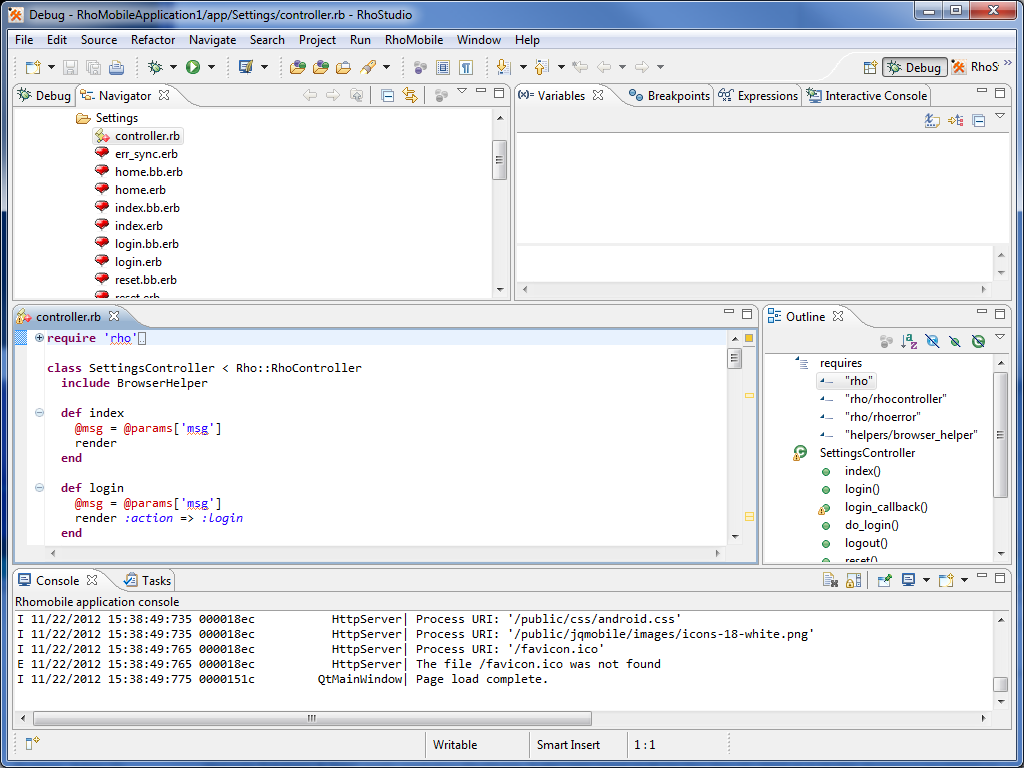 Debug - RhoMobileApplication1/app/Settings/controller.rb - RhoStudio
File Edit Source Refactor Navigate Search Project Run RhoMobile Window Help
Debug RhoS
Debug Navigator
Settings
controller.rb
err_sync.erb
home.bb.erb
home.erb
index.bb.erb
index.erb
login.bb.erb
login.erb
reset.bb.erb
reset.erb
(x)= Variables Breakpoints Expressions Interactive Console
controller.rb
require 'rho'
class SettingsController < Rho::RhoController
include BrowserHelper
def index
@msg = @params['msg']
render
end
def login
@msg = @params['msg']
render :action => :login
end
Outline
requires
"rho"
"rho/rhocontroller"
"rho/rhoerror"
"helpers/browser_helper"
SettingsController
index()
login()
login_callback()
do_login()
logout()
reset()
Console Tasks
Rhomobile application console
I 11/22/2012 15:38:49:735 000018ec HttpServer| Process URI: '/public/css/android.css'
I 11/22/2012 15:38:49:735 000018ec HttpServer| Process URI: '/public/jqmobile/images/icons-18-white.png'
I 11/22/2012 15:38:49:765 000018ec HttpServer| Process URI: '/favicon.ico'
E 11/22/2012 15:38:49:765 000018ec HttpServer| The file /favicon.ico was not found
I 11/22/2012 15:38:49:775 0000151c QtMainWindow| Page load complete.
Writable Smart Insert 1 : 1